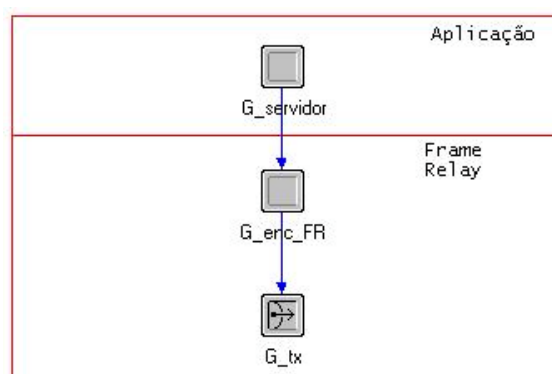 Aplicação
G_servidor
Frame
Relay
G_enc_FR
G_tx